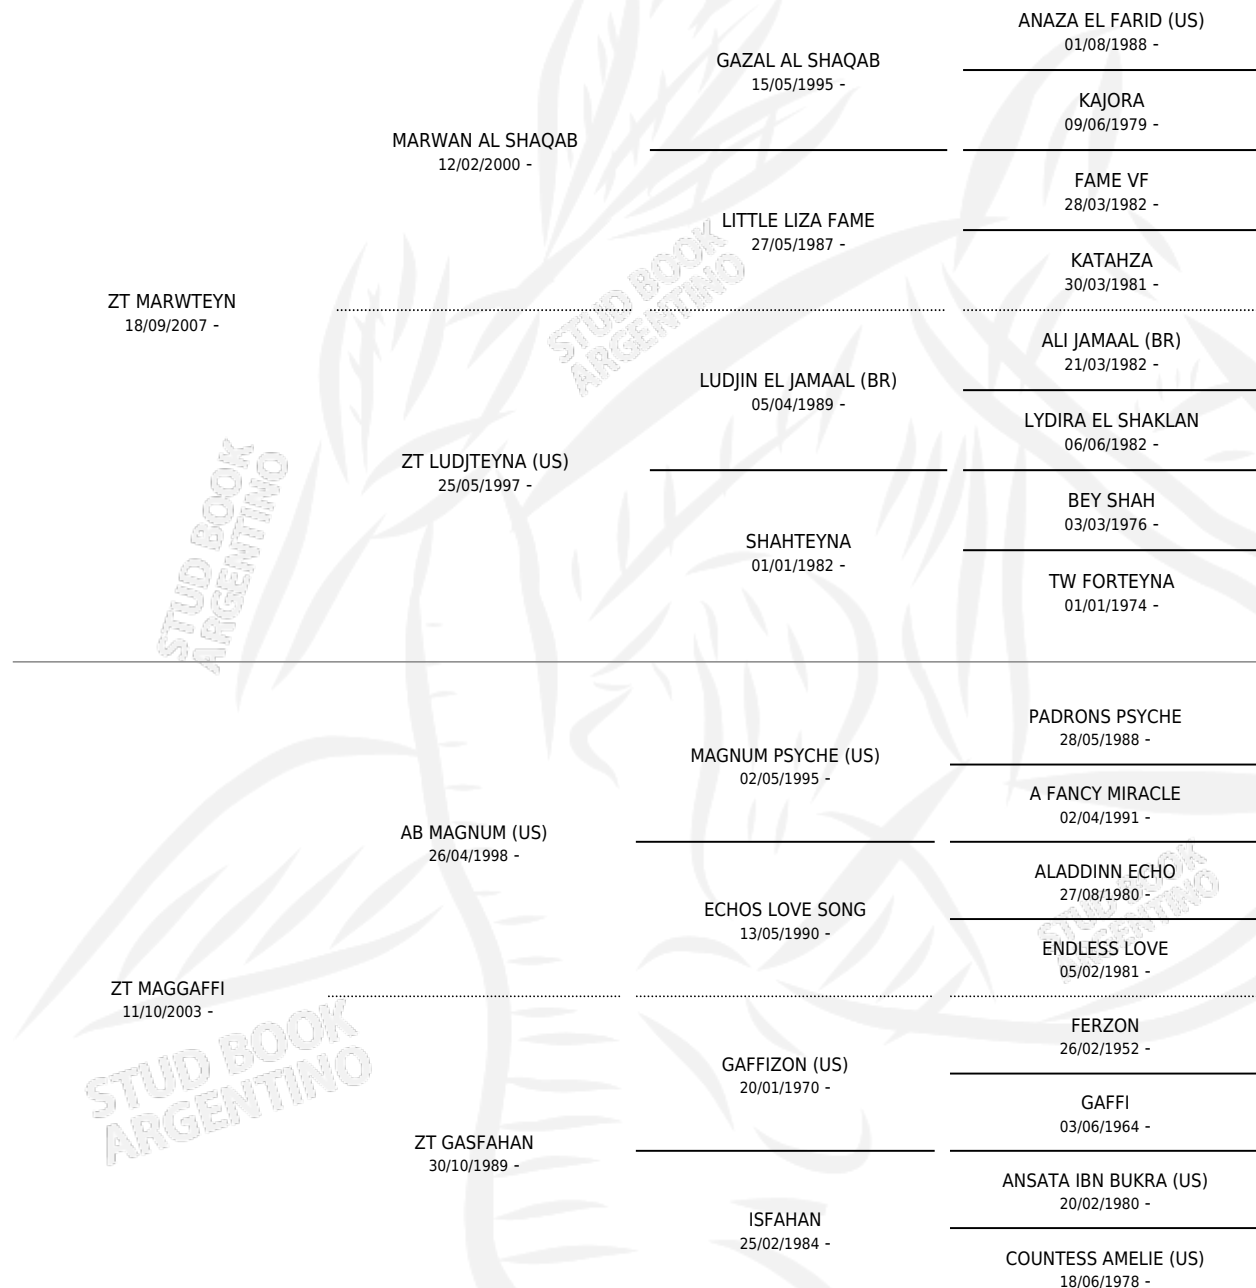 ANAZA EL FARID (US)
01/08/1988 -
GAZAL AL SHAQAB
15/05/1995 -
KAJORA
09/06/1979 -
MARWAN AL SHAQAB
12/02/2000 -
FAME VF
28/03/1982 -
LITTLE LIZA FAME
27/05/1987 -
KATAHZA
30/03/1981 -
ZT MARWTEYN
18/09/2007 -
ALI JAMAAL (BR)
21/03/1982 -
LUDJIN EL JAMAAL (BR)
05/04/1989 -
LYDIRA EL SHAKLAN
06/06/1982 -
ZT LUDJTEYNA (US)
25/05/1997 -
BEY SHAH
03/03/1976 -
SHAHTEYNA
01/01/1982 -
TW FORTEYNA
01/01/1974 -
PADRONS PSYCHE
28/05/1988 -
MAGNUM PSYCHE (US)
02/05/1995 -
A FANCY MIRACLE
02/04/1991 -
AB MAGNUM (US)
26/04/1998 -
ALADDINN ECHO
27/08/1980 -
ECHOS LOVE SONG
13/05/1990 -
ENDLESS LOVE
05/02/1981 -
ZT MAGGAFFI
11/10/2003 -
FERZON
26/02/1952 -
GAFFIZON (US)
20/01/1970 -
GAFFI
03/06/1964 -
ZT GASFAHAN
30/10/1989 -
ANSATA IBN BUKRA (US)
20/02/1980 -
ISFAHAN
25/02/1984 -
COUNTESS AMELIE (US)
18/06/1978 -
STUD BOOK
ARGENTINO
STUD BOOK
ARGENTINO
STUD BOOK
ARGENTINO
STUD BOOK
ARGENTINO